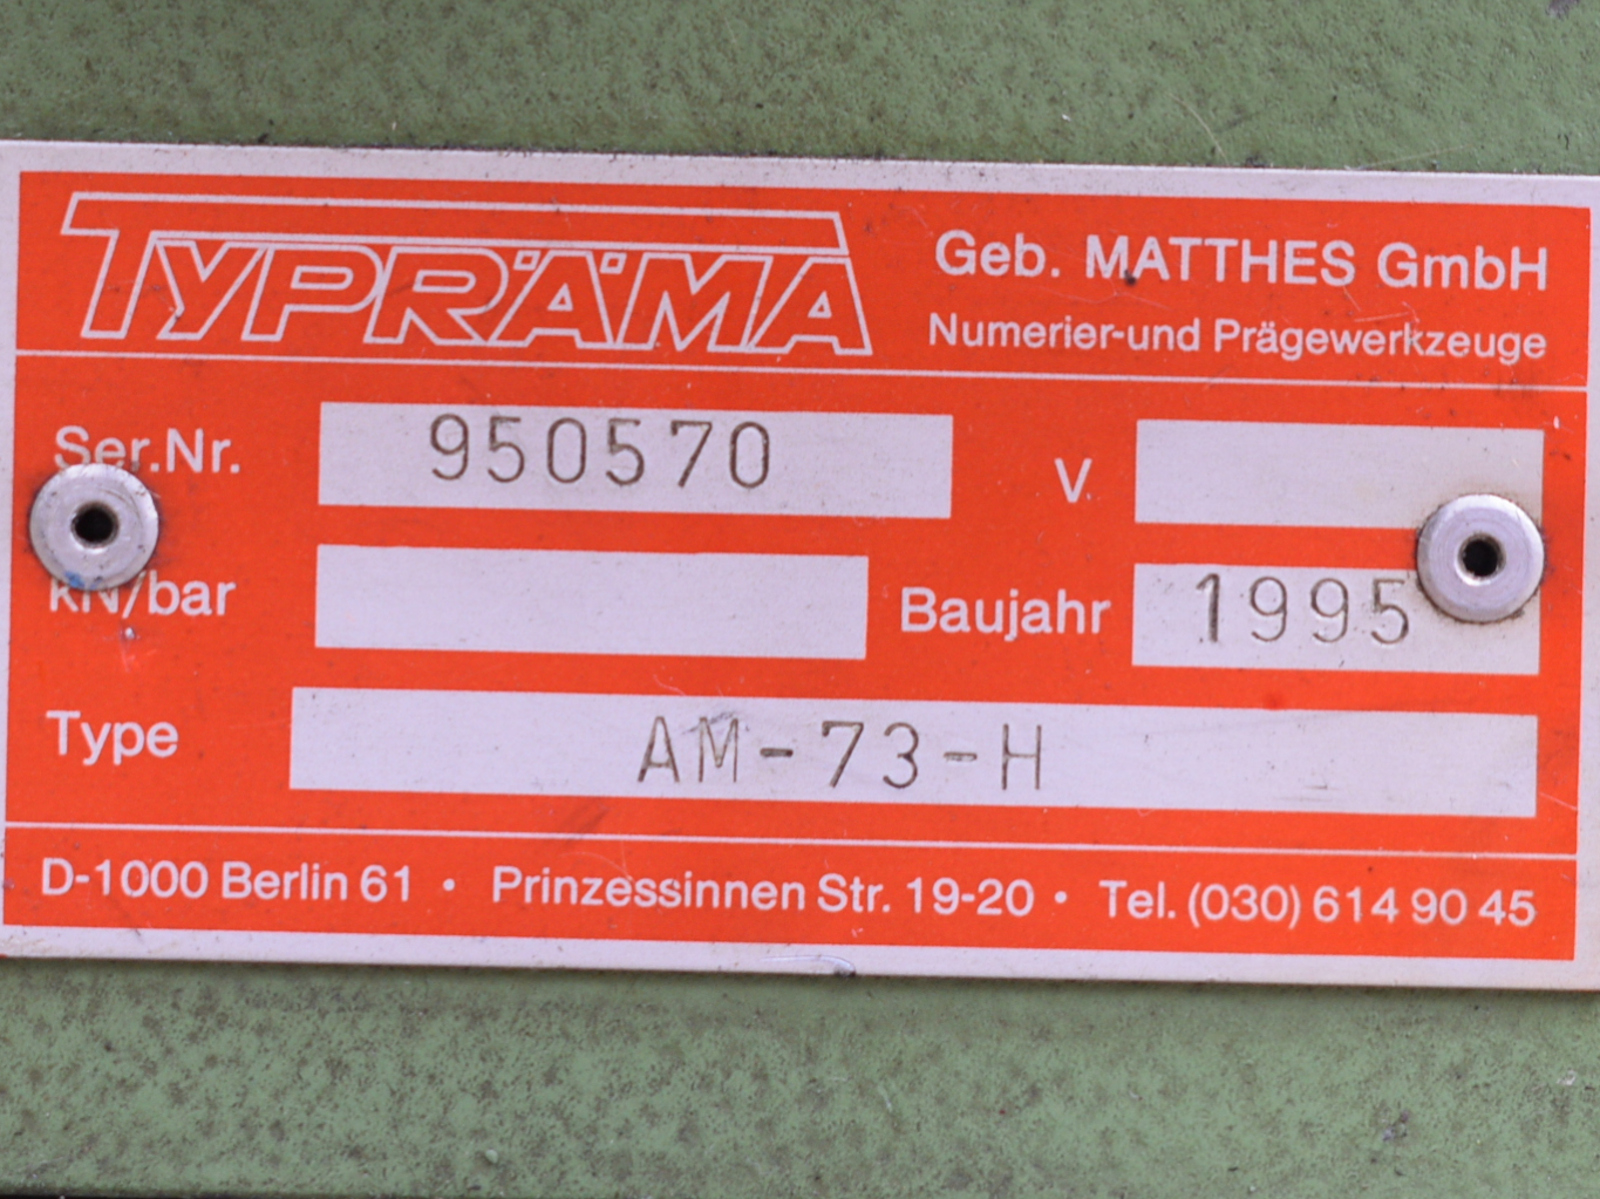 TYPRÄMA
Geb. MATTHES GmbH
Numerier-und Prägewerkzeuge
Ser.Nr. 950570 V
kN/bar Baujahr 1995
Type AM-73-H
D-1000 Berlin 61 • Prinzessinnen Str. 19-20 • Tel. (030) 614 90 45